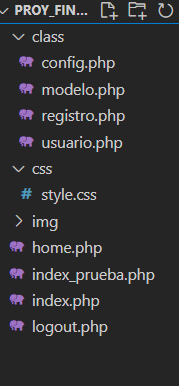 PROY_FIN...
class
config.php
modelo.php
registro.php
usuario.php
css
# style.css
img
home.php
index_prueba.php
index.php
logout.php